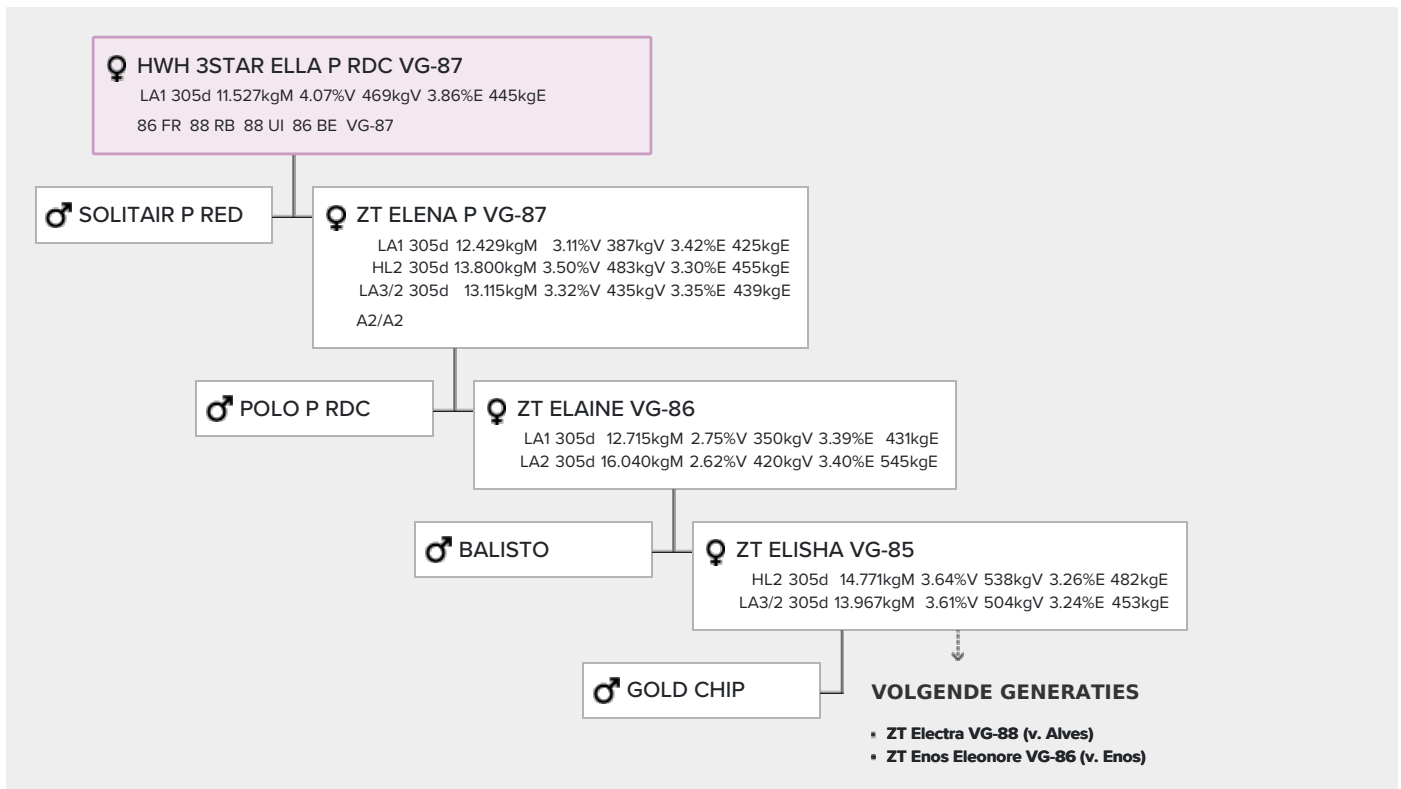 HWH 3STAR ELLA P RDC VG-87
LA1 305d 11.527kgM 4.07%V 469kgV 3.86%E 445kgE
86 FR 88 RB 88 UI 86 BE VG-87
SOLITAIR P RED
ZT ELENA P VG-87
LA1 305d 12.429kgM 3.11%V 387kgV 3.42%E 425kgE
HL2 305d 13.800kgM 3.50%V 483kgV 3.30%E 455kgE
LA3/2 305d 13.115kgM 3.32%V 435kgV 3.35%E 439kgE
A2/A2
POLO P RDC
ZT ELAINE VG-86
LA1 305d 12.715kgM 2.75%V 350kgV 3.39%E 431kgE
LA2 305d 16.040kgM 2.62%V 420kgV 3.40%E 545kgE
BALISTO
ZT ELISHA VG-85
HL2 305d 14.771kgM 3.64%V 538kgV 3.26%E 482kgE
LA3/2 305d 13.967kgM 3.61%V 504kgV 3.24%E 453kgE
GOLD CHIP
VOLGENDE GENERATIES
• ZT Electra VG-88 (v. Alves)
• ZT Enos Eleonore VG-86 (v. Enos)